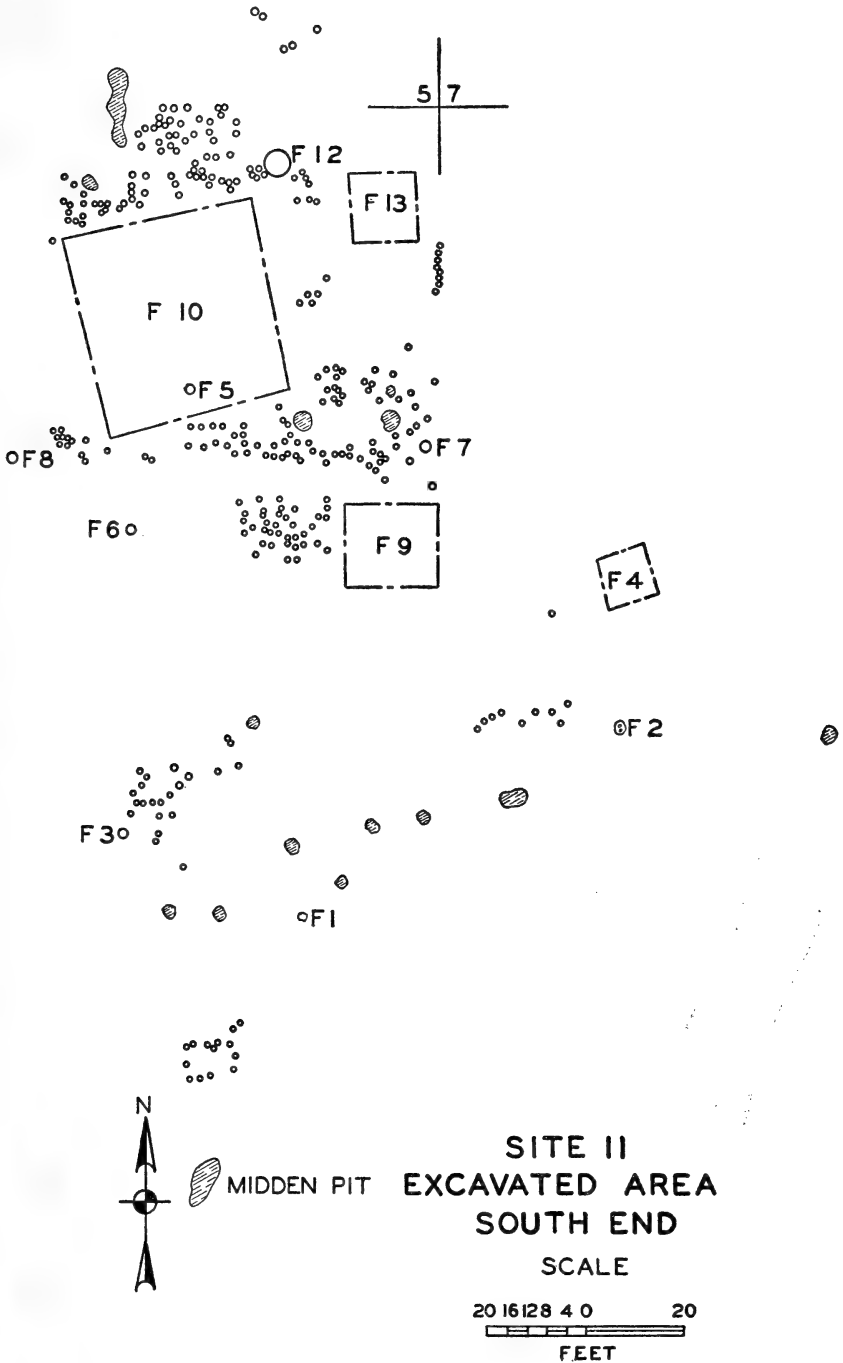 5 7
F 12
F 13
F 10
F 5
F 7
F 8
F 6
F 9
F 4
F 2
F 3
F 1
N
MIDDEN PIT
SITE II
EXCAVATED AREA
SOUTH END
SCALE
20 16 12 8 4 0 20
FEET